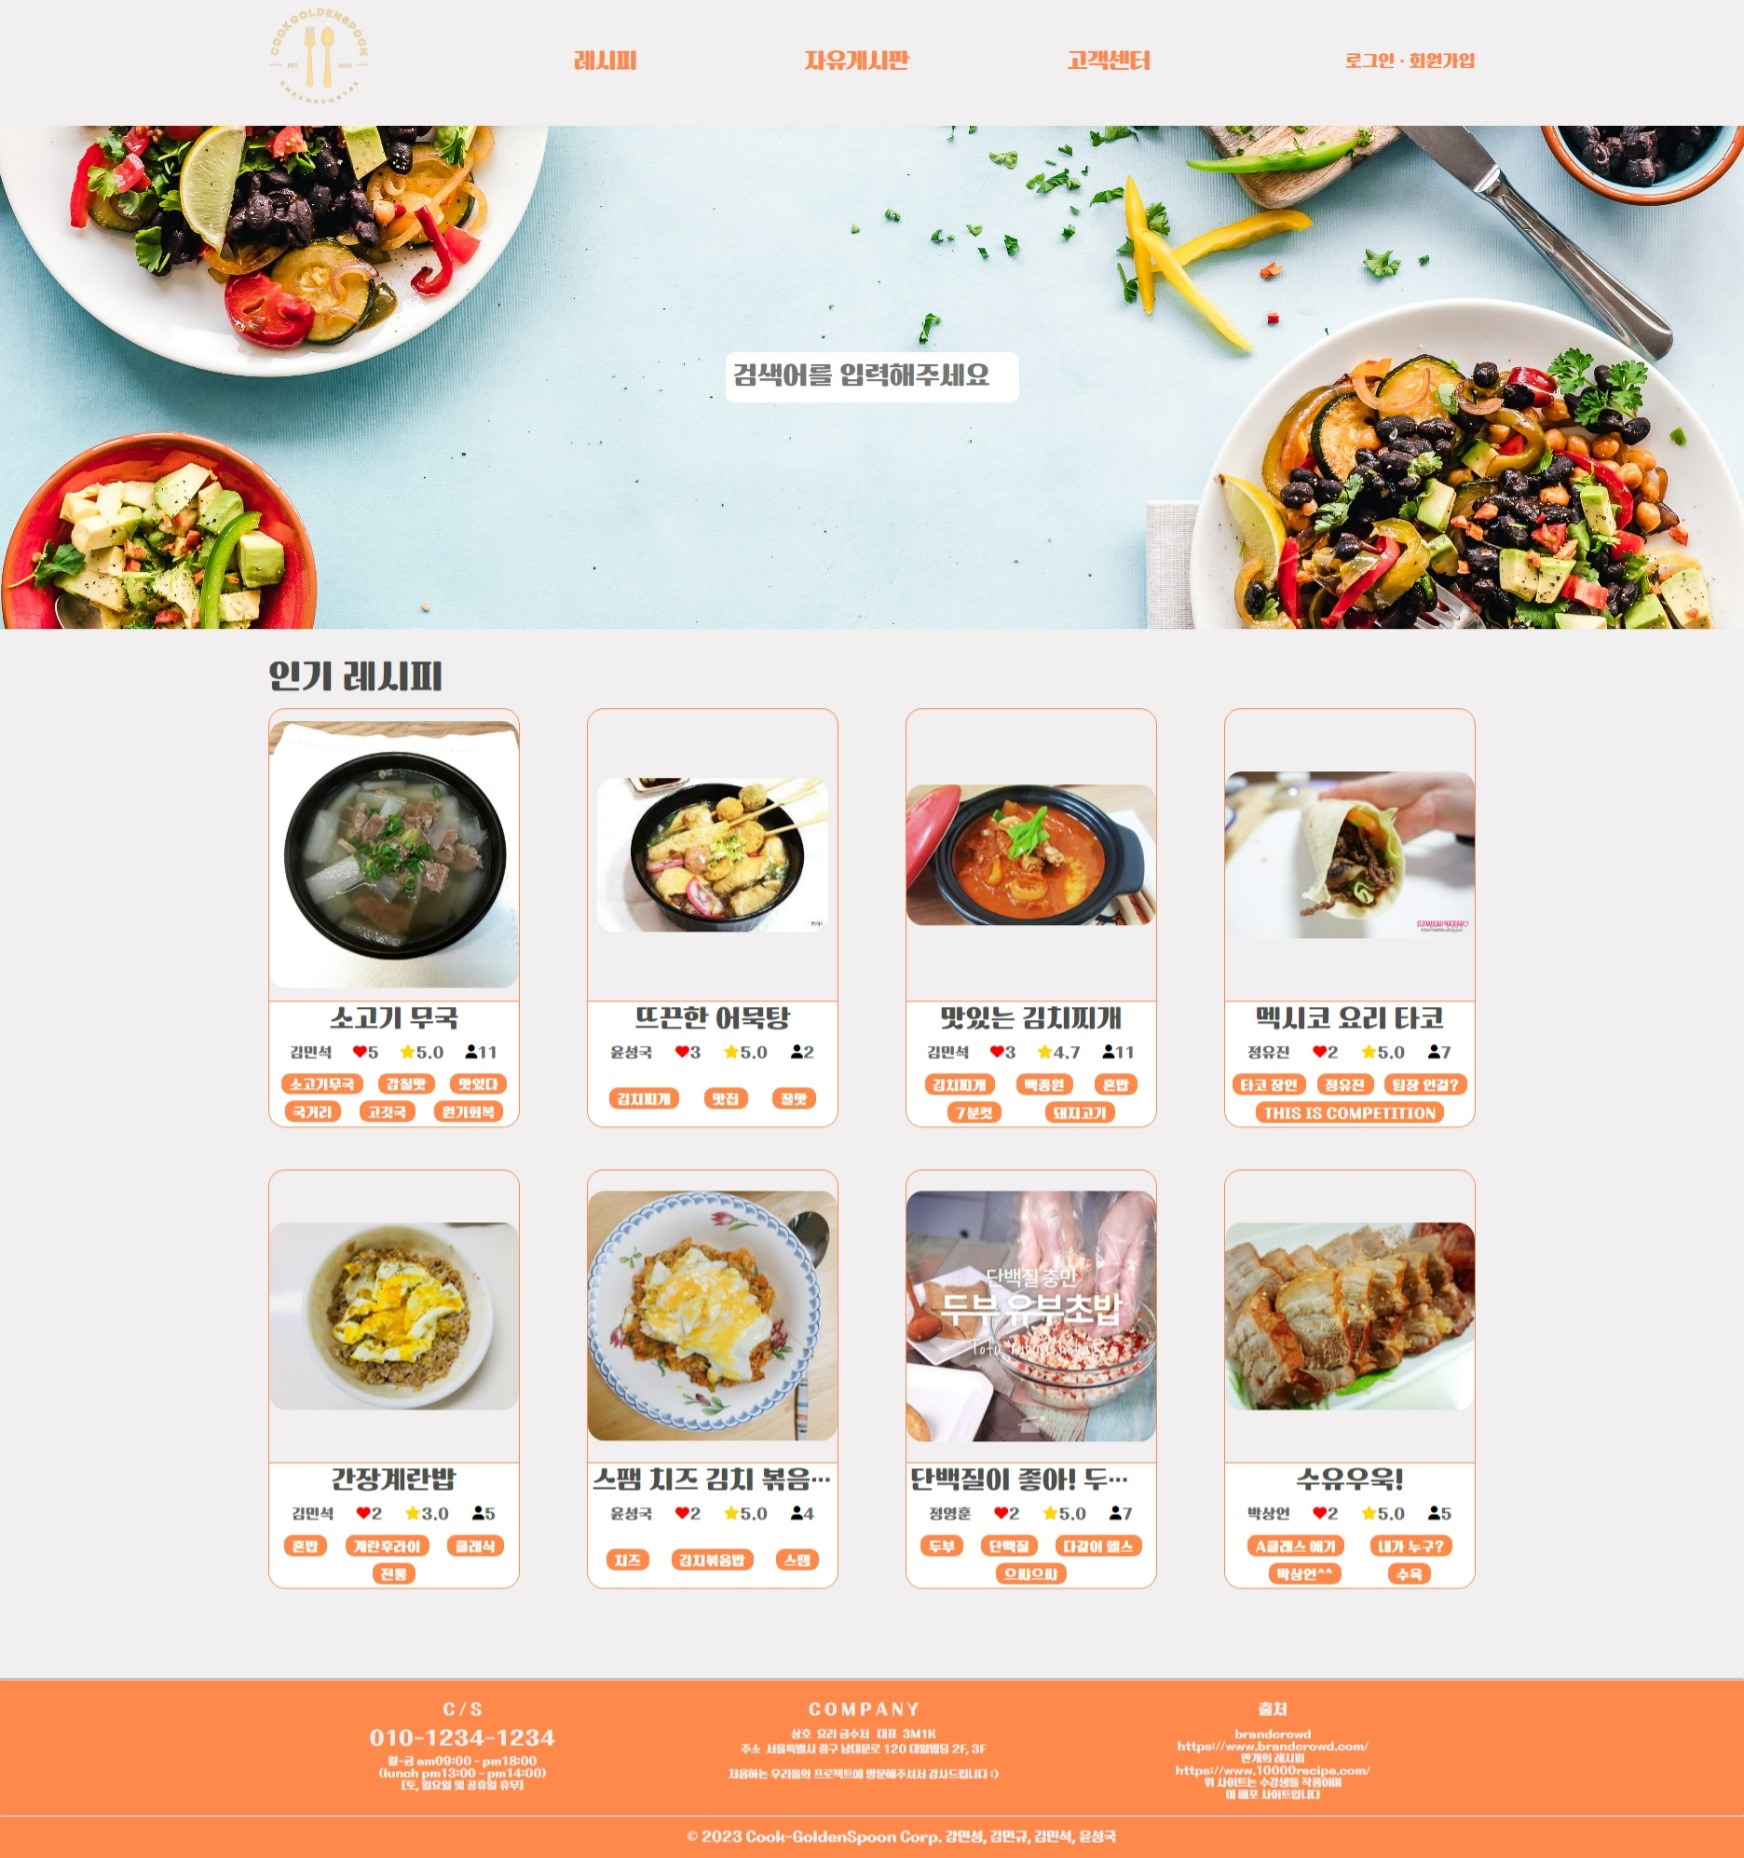 COOKGOLDENSPOON
레시피
자유게시판
고객센터
로그인 · 회원가입
검색어를 입력해주세요
인기 레시피
소고기 무국
김민석 5 5.0 11
소고기무국 감칠맛 맛있다
국거리 고깃국 원기회복
뜨끈한 어묵탕
윤성국 3 5.0 2
김치찌개 맛집 꿀맛
맛있는 김치찌개
김민석 3 4.7 11
김치찌개 백종원 혼밥
7분컷 돼지고기
멕시코 요리 타코
정유진 2 5.0 7
타코 장인 정유진 팀장 인걸?
THIS IS COMPETITION
간장계란밥
김민석 2 3.0 5
혼밥 계란후라이 클래식
전통
스팸 치즈 김치 볶음···
윤성국 2 5.0 4
치즈 김치볶음밥 스팸
단백질 충만
두부 유부초밥
단백질이 좋아! 두···
정영훈 2 5.0 7
두부 단백질 다같이 헬스
으쌰으쌰
수유우욱!
박상언 2 5.0 5
A클래스 얘기 내가 누구?
박상언^^ 수육
C / S
010-1234-1234
월-금 am09:00 - pm18:00
(lunch pm13:00 - pm14:00)
[토, 일요일 및 공휴일 휴무]
COMPANY
상호 요리 금수저 대표 3M1K
주소 서울특별시 중구 남대문로 120 대일빌딩 2F, 3F
저음하는 우리들의 프로젝트에 방문해주셔서 감사드립니다 :)
출처
brandcrowd
https://www.brandcrowd.com/
만개의 레시피
https://www.10000recipe.com/
위 사이트는 수강생들 작품이며
미 배포 사이트입니다
© 2023 Cook-GoldenSpoon Corp. 강민성, 김민규, 김민석, 윤성국